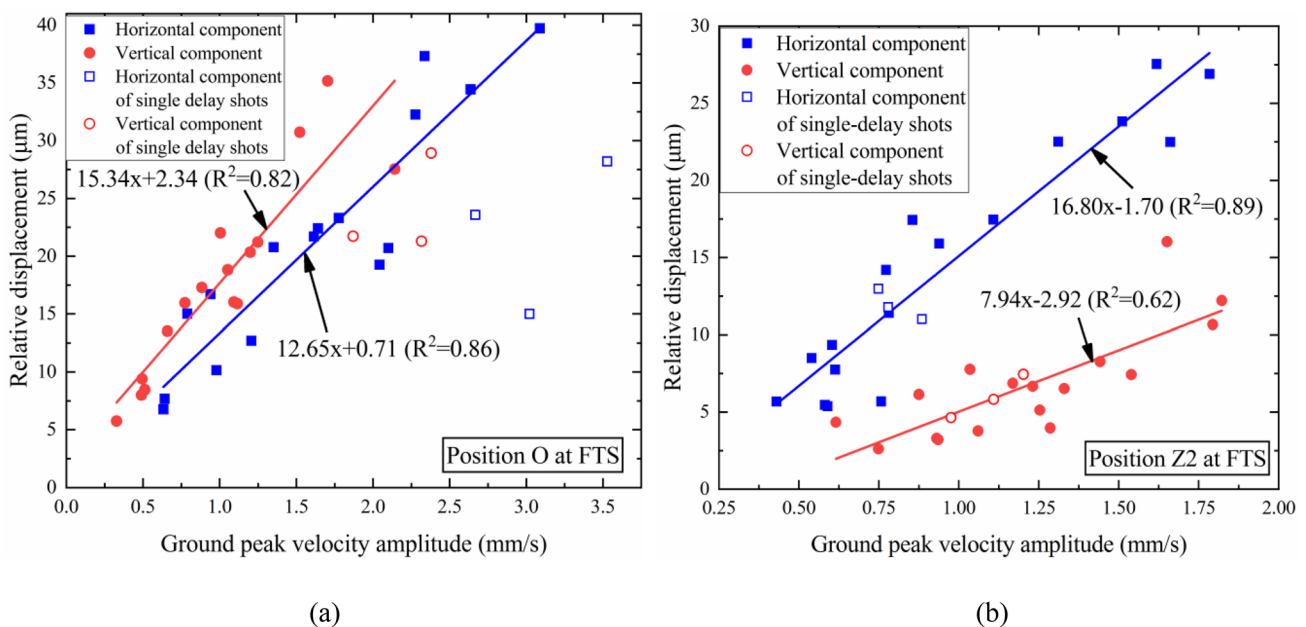 40
35
30
25
20
15
10
5
0
Relative displacement (μm)
Horizontal component
Vertical component
Horizontal component
of single delay shots
Vertical component
of single delay shots
15.34x+2.34 (R²=0.82)
12.65x+0.71 (R²=0.86)
Position O at FTS
0.0 0.5 1.0 1.5 2.0 2.5 3.0 3.5
Ground peak velocity amplitude (mm/s)
(a)
30
25
20
15
10
5
0
Relative displacement (μm)
Horizontal component
Vertical component
Horizontal component
of single-delay shots
Vertical component
of single-delay shots
16.80x-1.70 (R²=0.89)
7.94x-2.92 (R²=0.62)
Position Z2 at FTS
0.25 0.50 0.75 1.00 1.25 1.50 1.75 2.00
Ground peak velocity amplitude (mm/s)
(b)